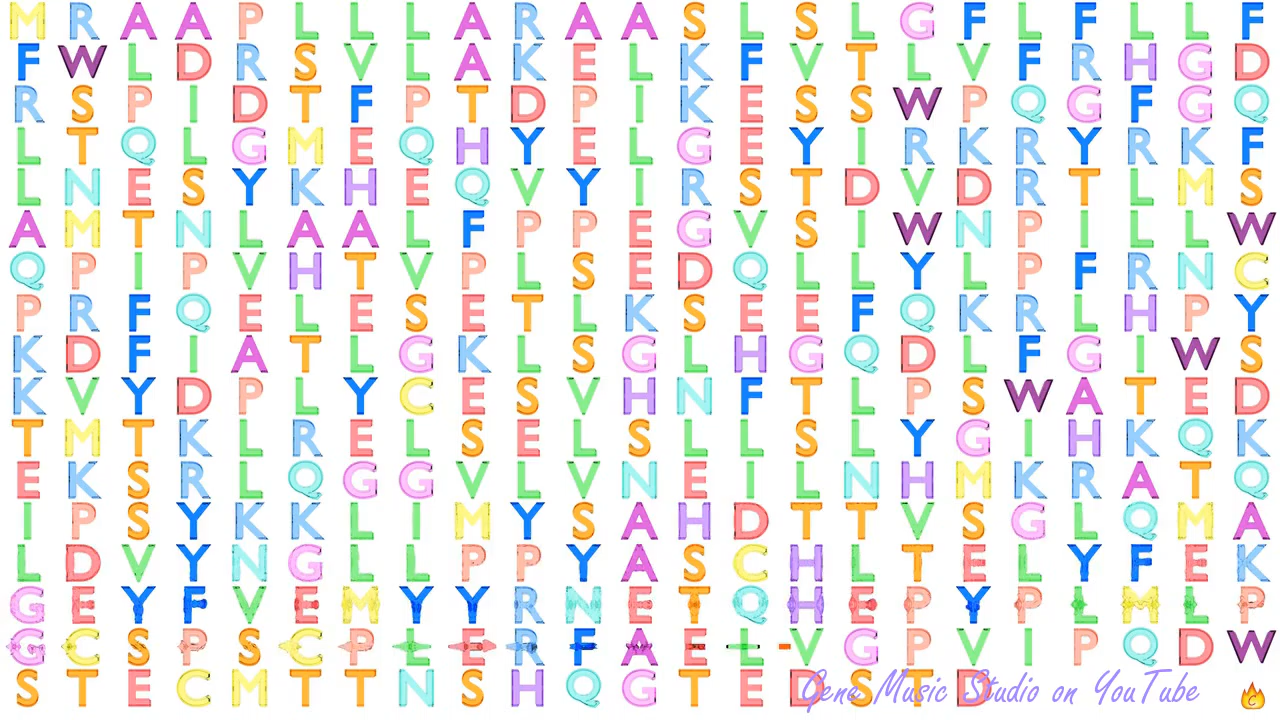 M R A A P L L L A R A A S L S L G F L F L L F
F W L D R S V L A K E L K F V T L V F R H G D
R S P I D T F P T D P I K E S S W P Q G F G Q
L T Q L G M E Q H Y E L G E Y I R K R Y R K F
L N E S Y K H E Q V Y I R S T D V D R T L M S
A M T N L A A L F P P E G V S I W N P I L L W
Q P I P V H T V P L S E D Q L L Y L P F R N C
P R F Q E L E S E T L K S E E F Q K R L H P Y
K D F I A T L G K L S G L H G Q D L F G I W S
K V Y D P L Y C E S V H N F T L P S W A T E D
T M T K L R E L S E L S L L S L Y G I H K Q K
E K S R L Q G G V L V N E I L N H M K R A T Q
I P S Y K K L I M Y S A H D T T V S G L Q M A
L D V Y N G L L P P Y A S C H L T E L Y F E K
G E Y F V E M Y Y R N E T Q H E P Y P L M L P
G C S P S C P L E R F A E L V G P V I P Q D W
S T E C M T T N S H Q G T E D S T D
Gene Music Studio on YouTube